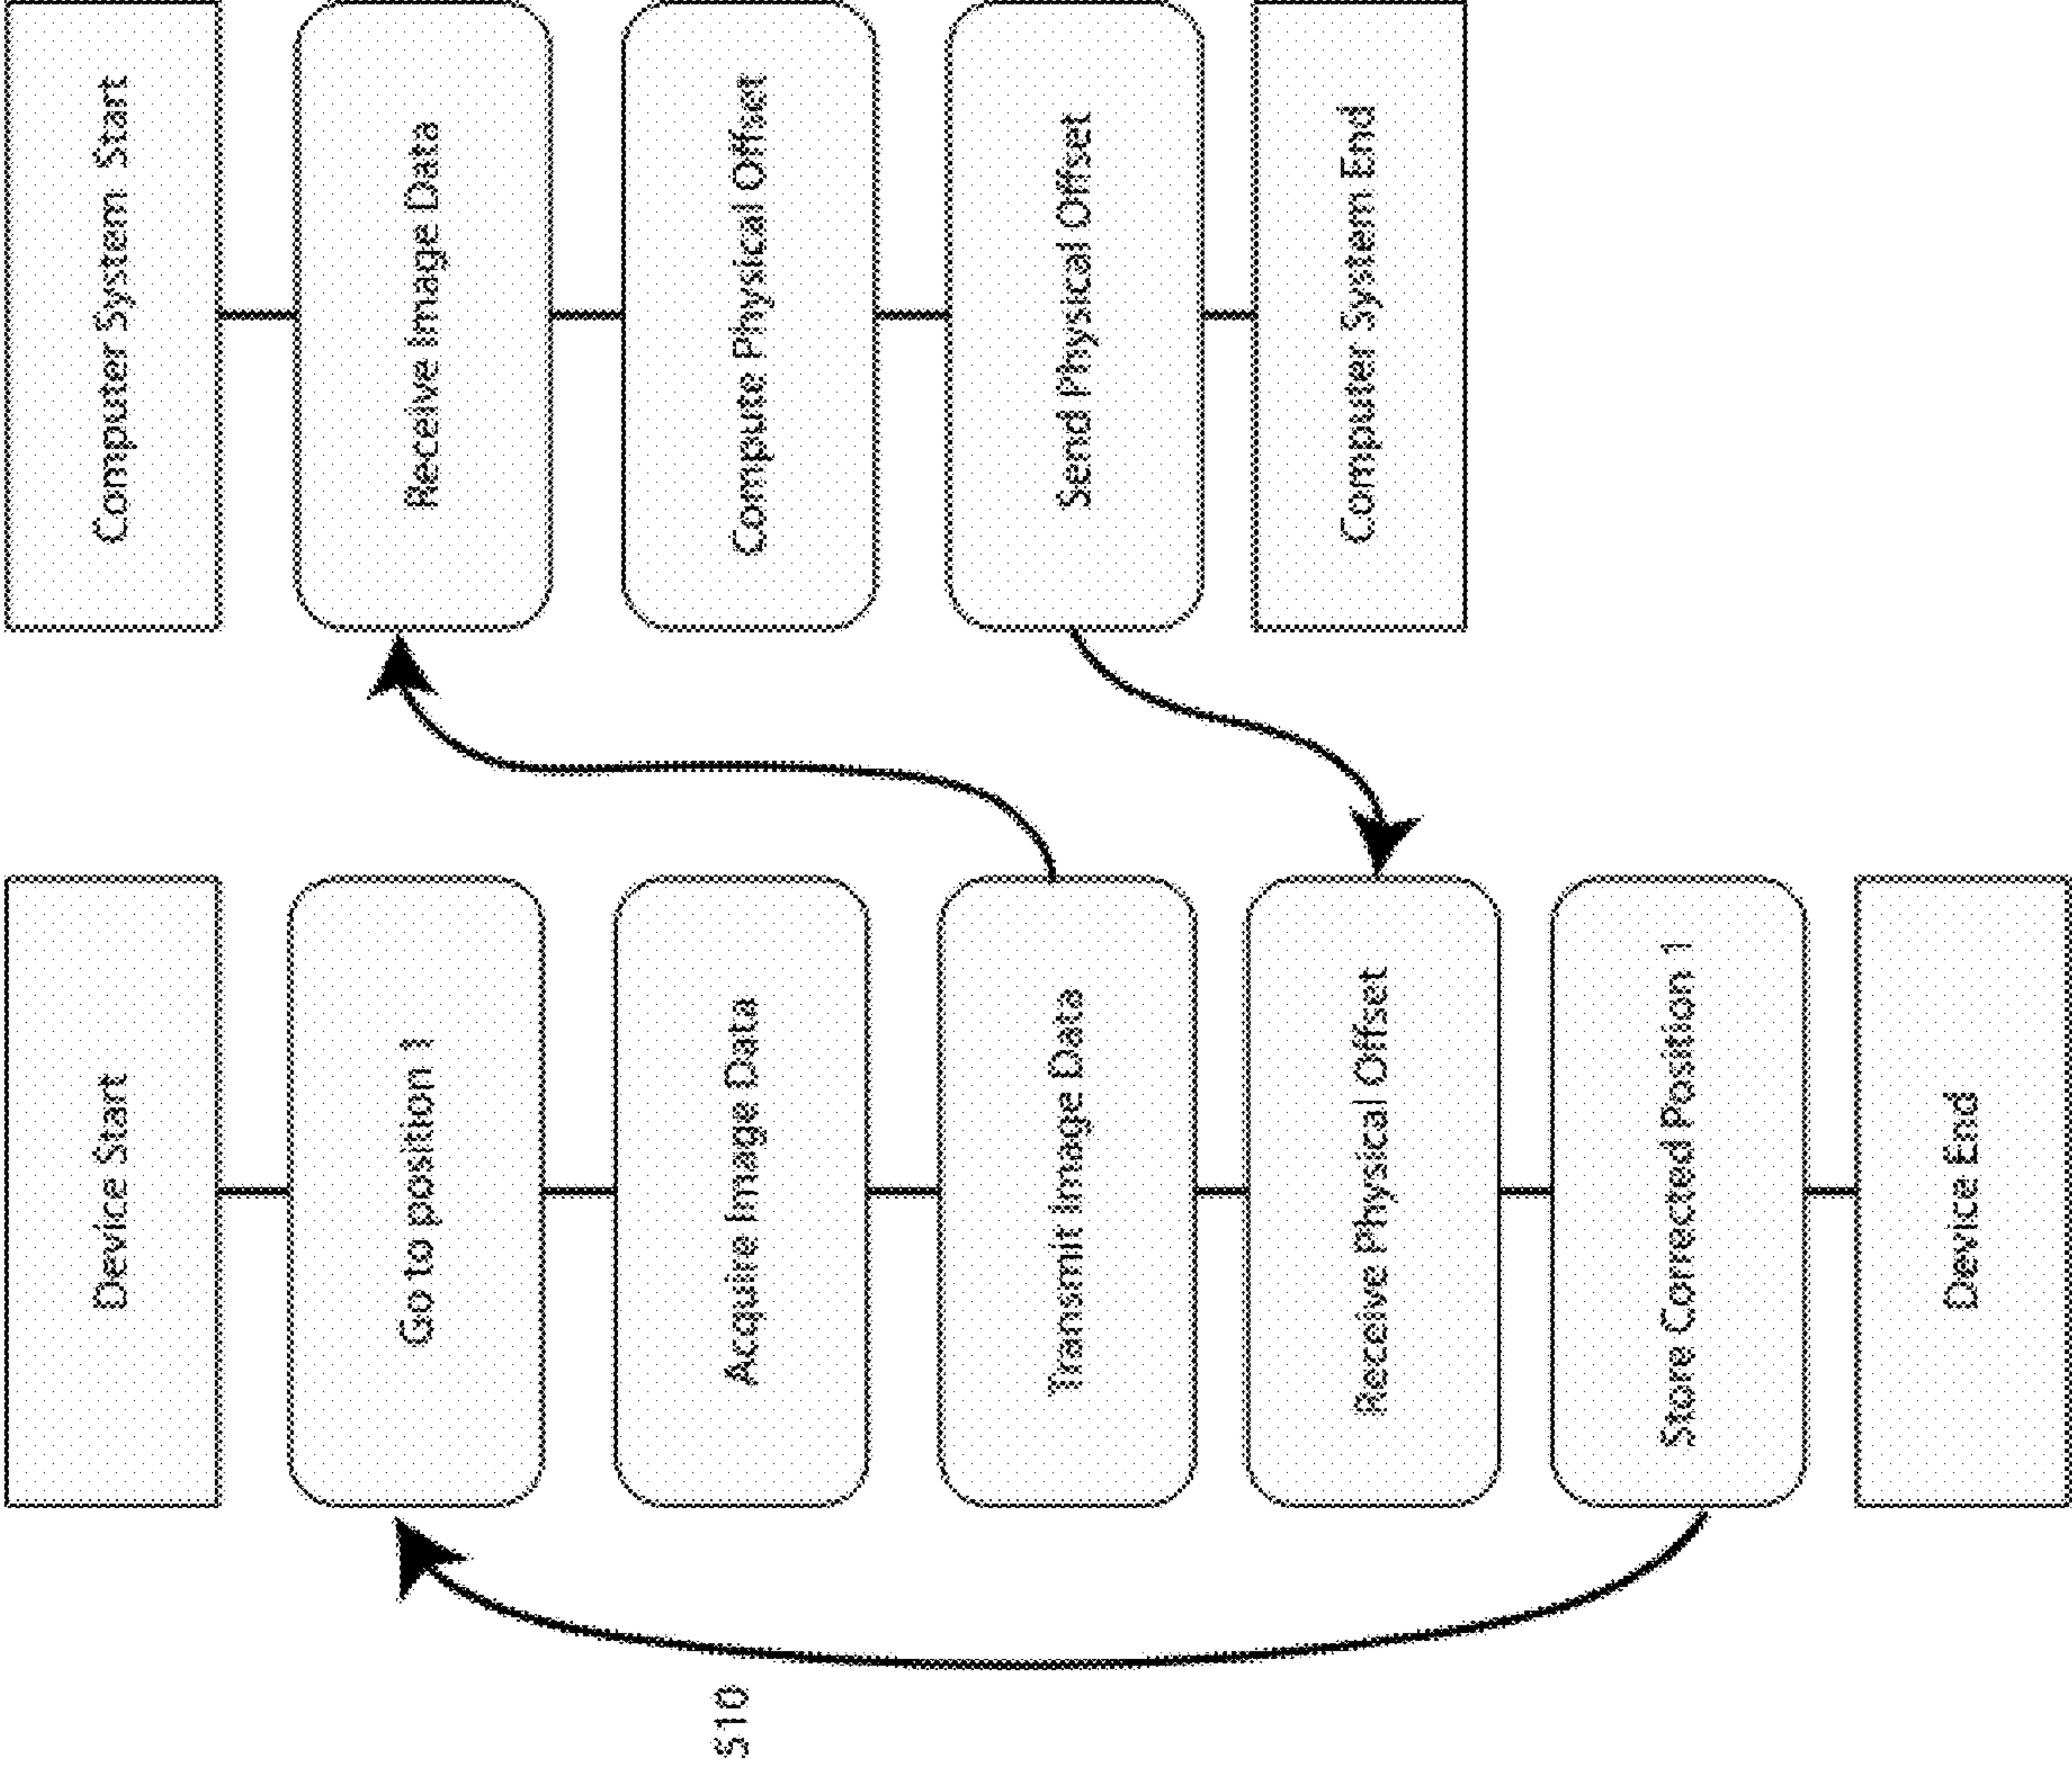 Device Start
Go to position 1
Acquire Image Data
Transmit Image Data
Receive Physical Offset
Store Corrected Position 1
Device End
Computer System Start
Receive Image Data
Compute Physical Offset
Send Physical Offset
Computer System End
S10